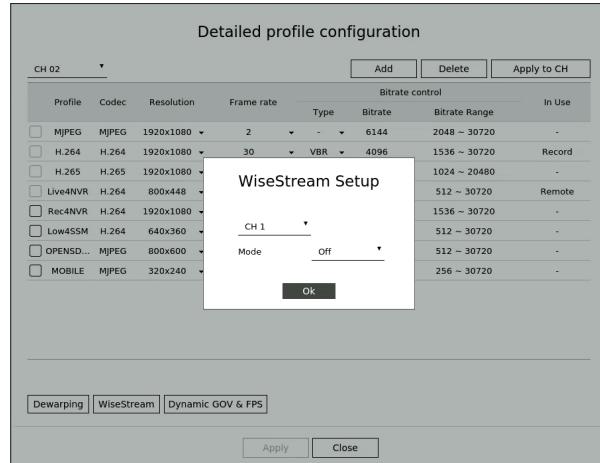 Detailed profile configuration
CH 02 Add Delete Apply to CH
Bitrate control
Profile Codec Resolution Frame rate In Use
Type Bitrate Bitrate Range
MJPEG MJPEG 1920x1080 2 - 6144 2048 ~ 30720 -
H.264 H.264 1920x1080 30 VBR 4096 1536 ~ 30720 Record
H.265 H.265 1920x1080 1024 ~ 20480 -
Live4NVR H.264 800x448 512 ~ 30720 Remote
Rec4NVR H.264 1920x1080 1536 ~ 30720 -
Low4SSM H.264 640x360 512 ~ 30720 -
OPENSD... MJPEG 800x600 512 ~ 30720 -
MOBILE MJPEG 320x240 256 ~ 30720 -
WiseStream Setup
CH 1
Mode Off
Ok
Dewarping WiseStream Dynamic GOV & FPS
Apply Close